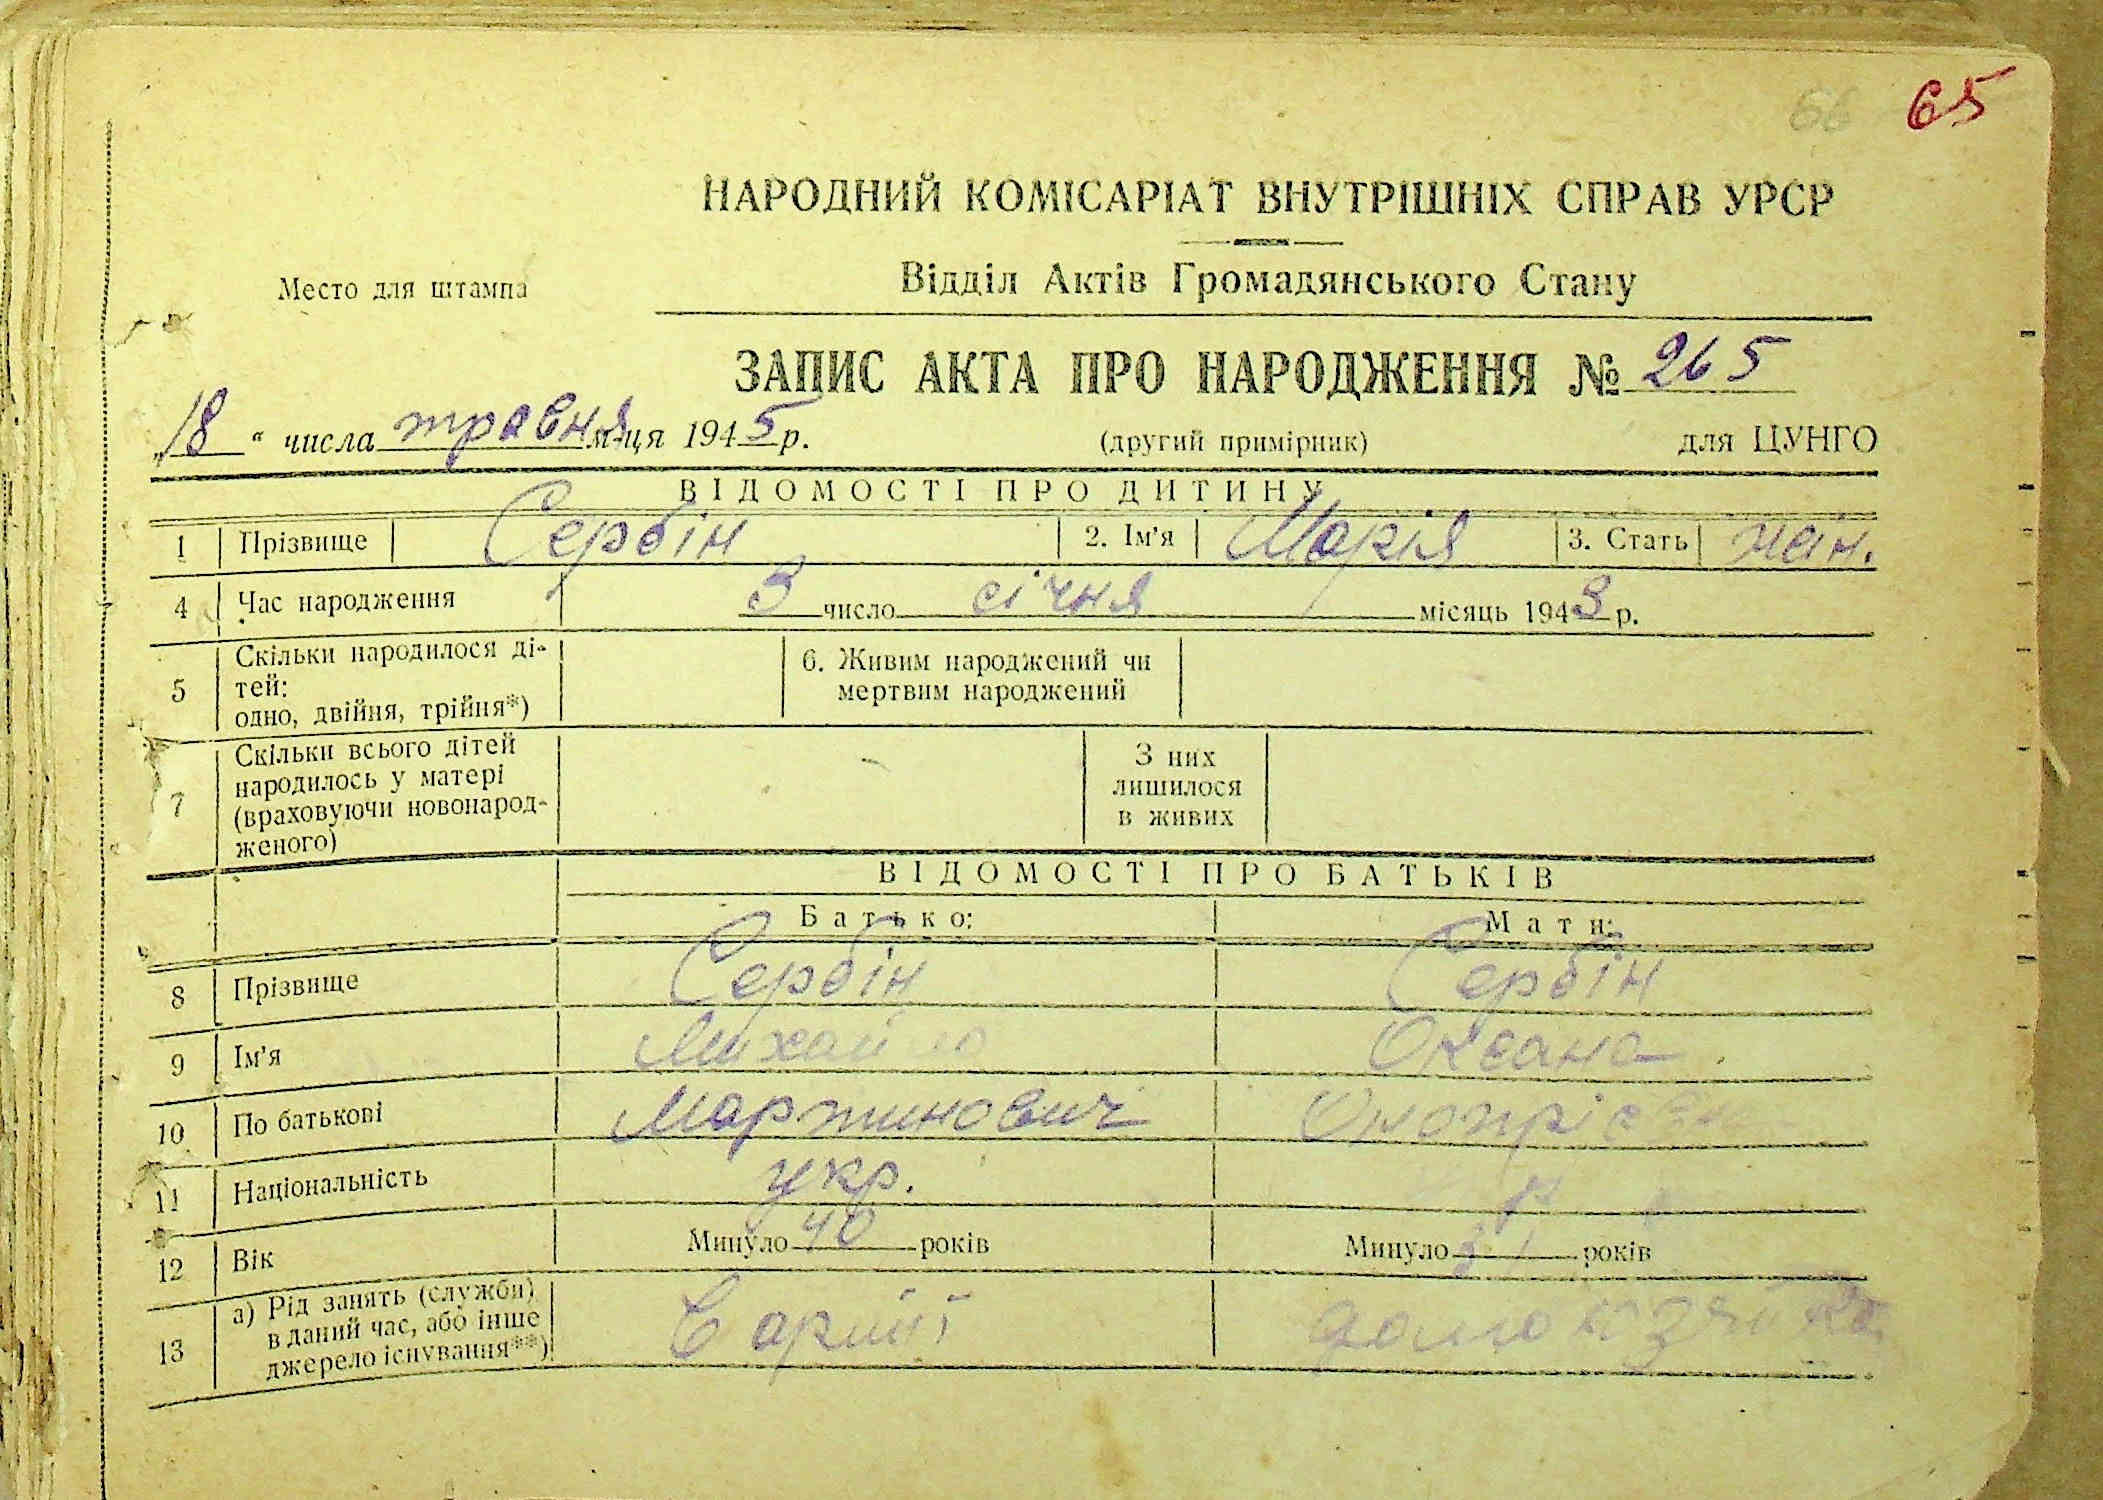 66 65
НАРОДНИЙ КОМІСАРІАТ ВНУТРІШНІХ СПРАВ УРСР
Место для штампа
Відділ Актів Громадянського Стану
ЗАПИС АКТА ПРО НАРОДЖЕННЯ № 265
„18“ числа травня м-ця 1945 р. (другий примірник) для ЦУНГО
ВІДОМОСТІ ПРО ДИТИНУ
1 Прізвище Сербін 2. Ім'я Марія 3. Стать жін.
4 Час народження 3 число січня місяць 1943 р.
5 Скільки народилося ді-
тей:
одно, двійня, трійня*)
6. Живим народжений чи
мертвим народжений
7 Скільки всього дітей
народилось у матері
(враховуючи новонарод-
женого)
З них
лишилося
в живих
ВІДОМОСТІ ПРО БАТЬКІВ
Батько: Мати:
8 Прізвище Сербін Сербін
9 Ім'я Михайло Оксана
10 По батькові Мартинович
11 Національність укр.
12 Вік Минуло 40 років Минуло 31 років
13 а) Рід занять (служби)
в даний час, або інше
джерело існування**)
В армії домохазяйка